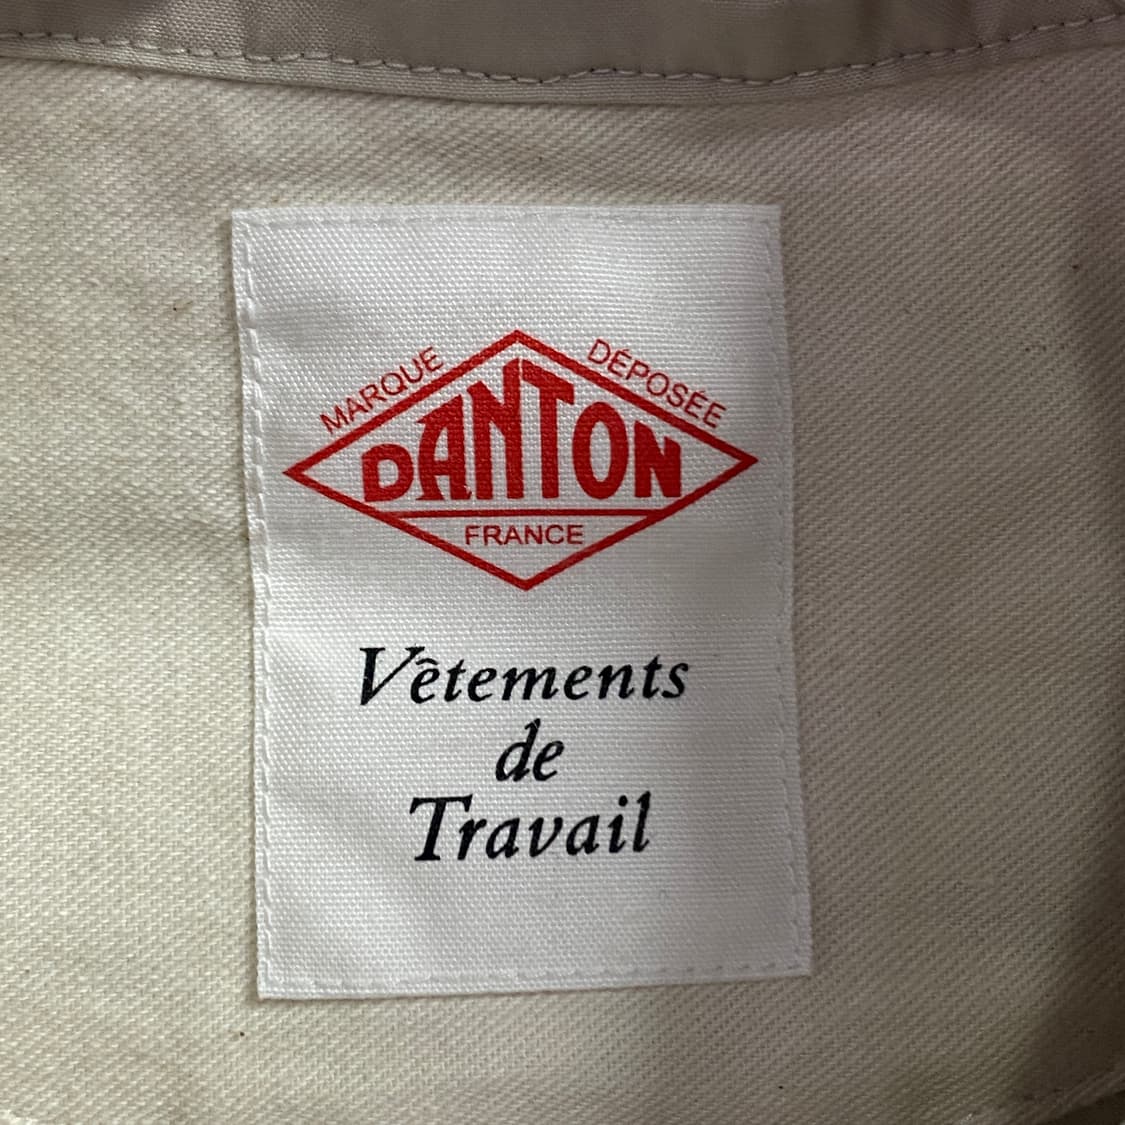 MARQUE DÉPOSÉE
DANTON
FRANCE
Vêtements
de
Travail